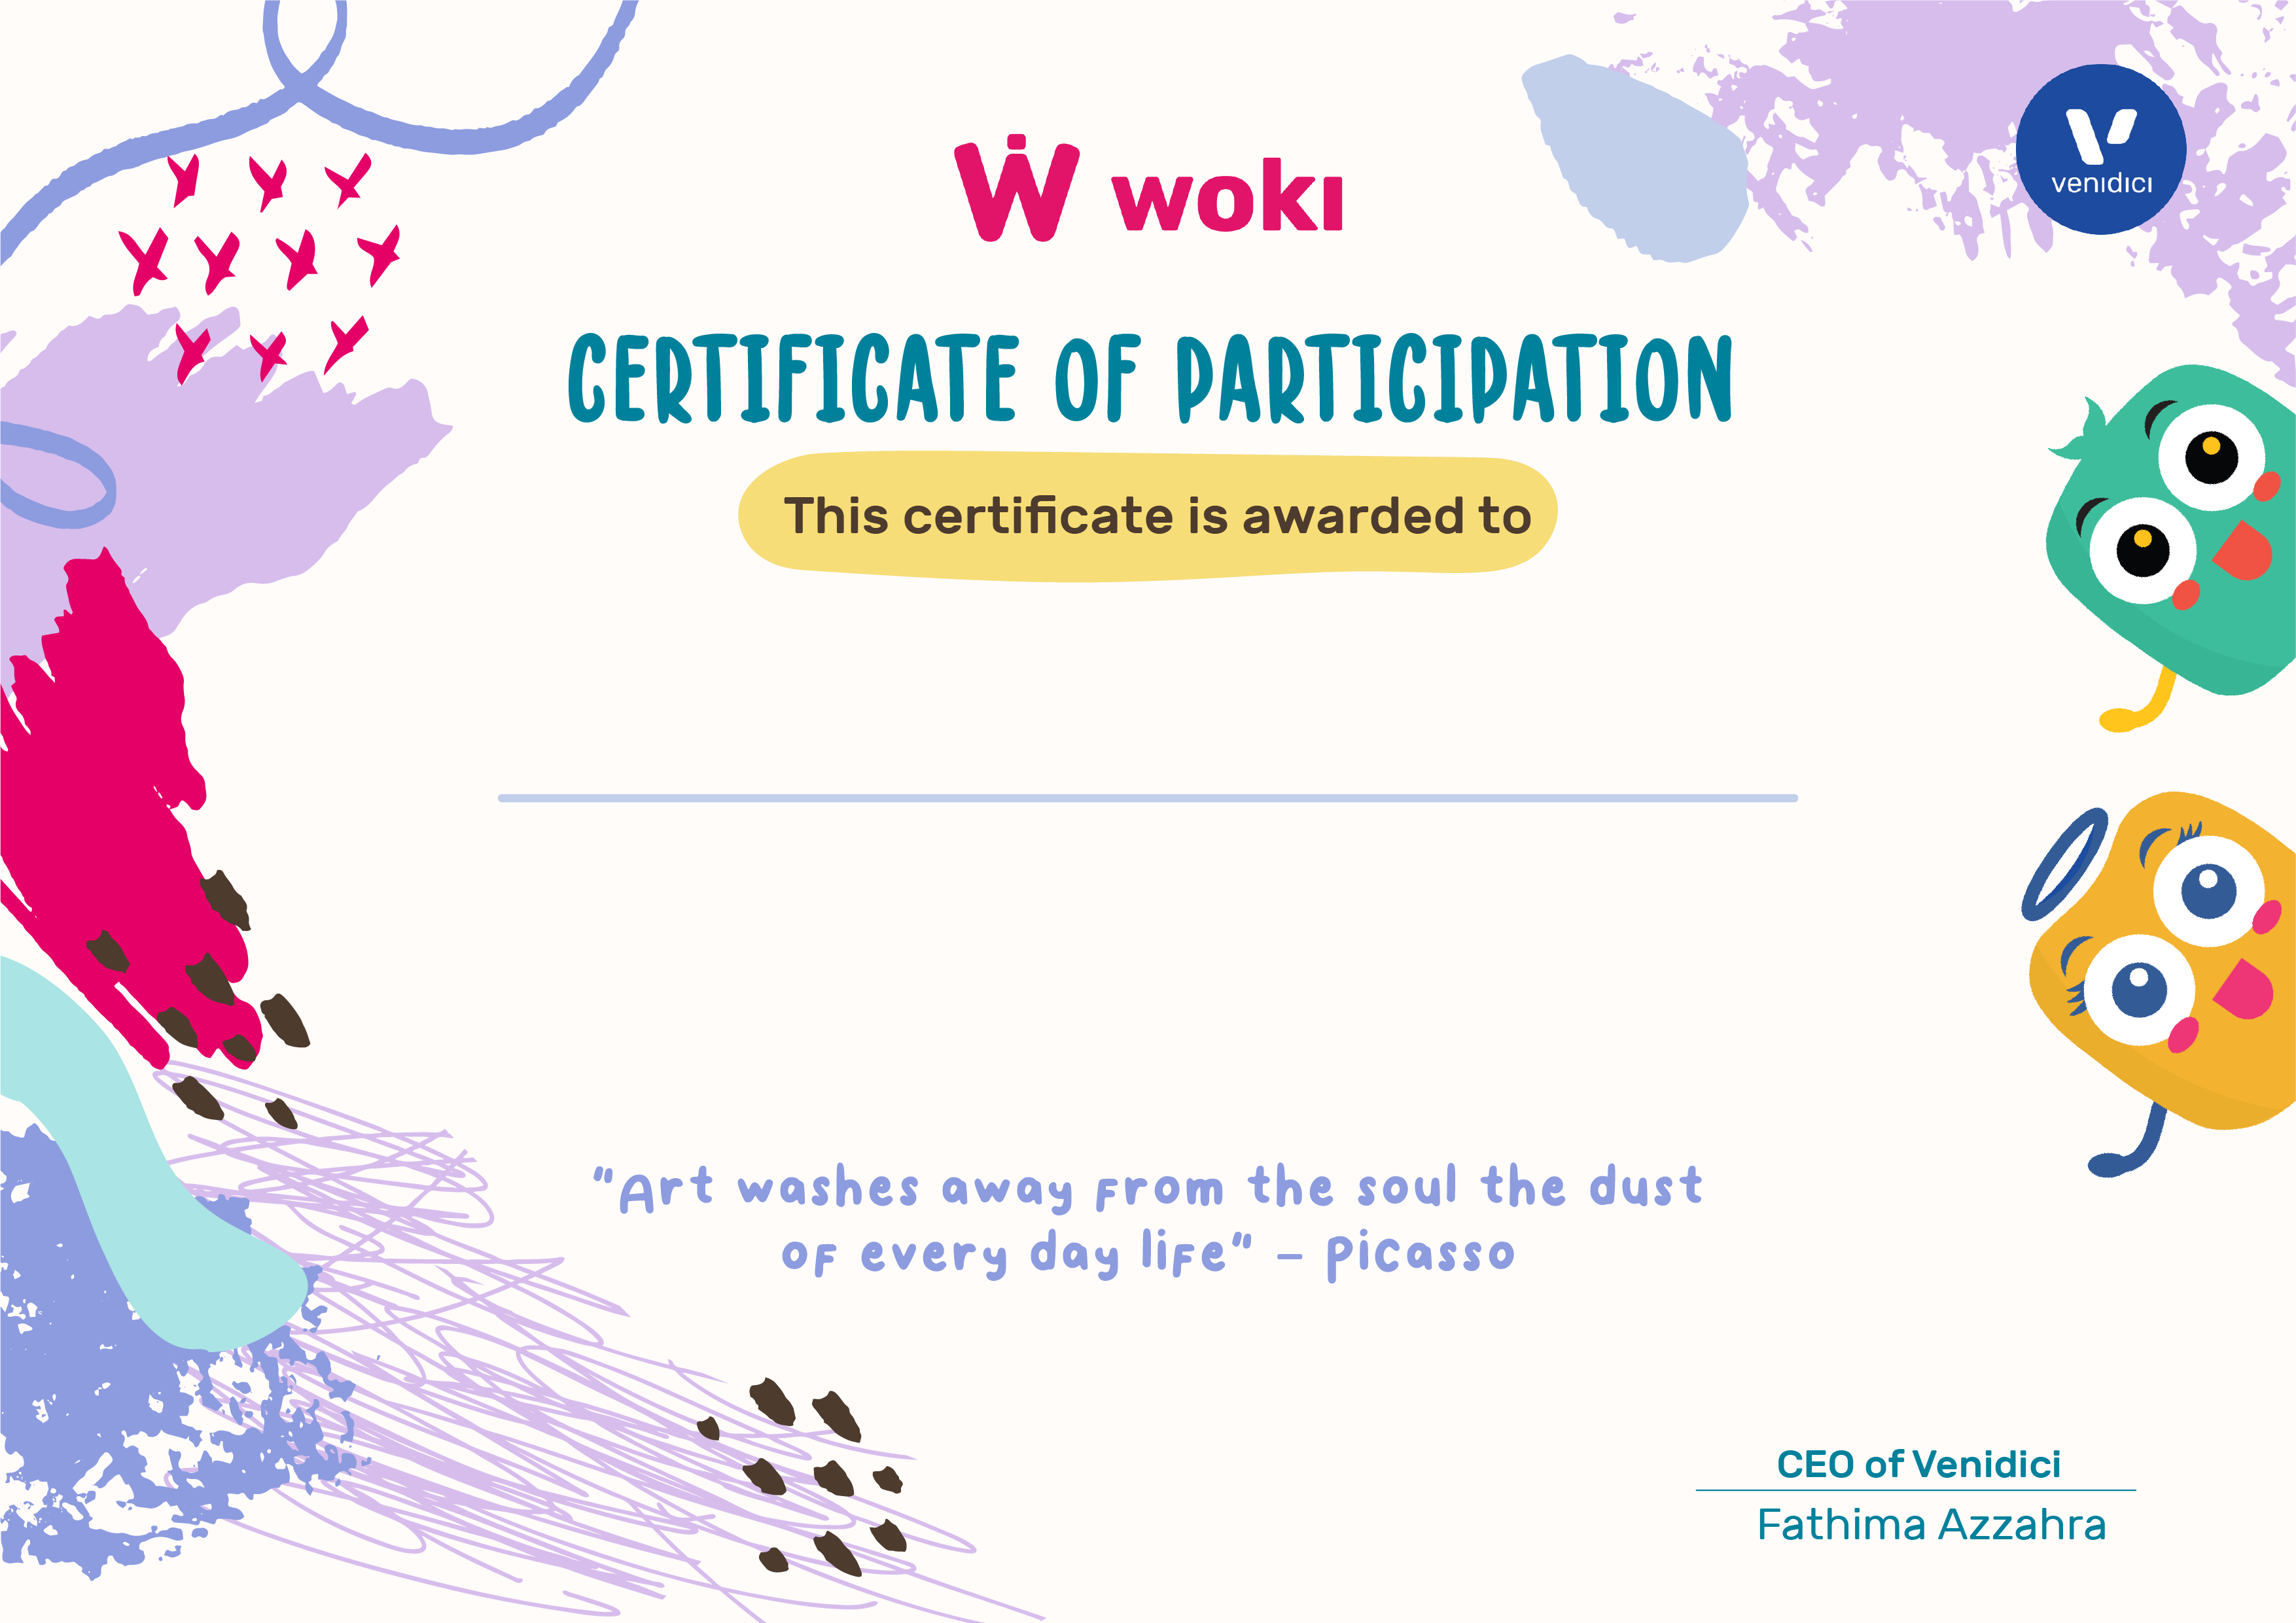 woki
venidici
CERTIFICATE OF PARTICIPATION
This certificate is awarded to
"Art washes away from the soul the dust
of every day life" – Picasso
CEO of Venidici
Fathima Azzahra